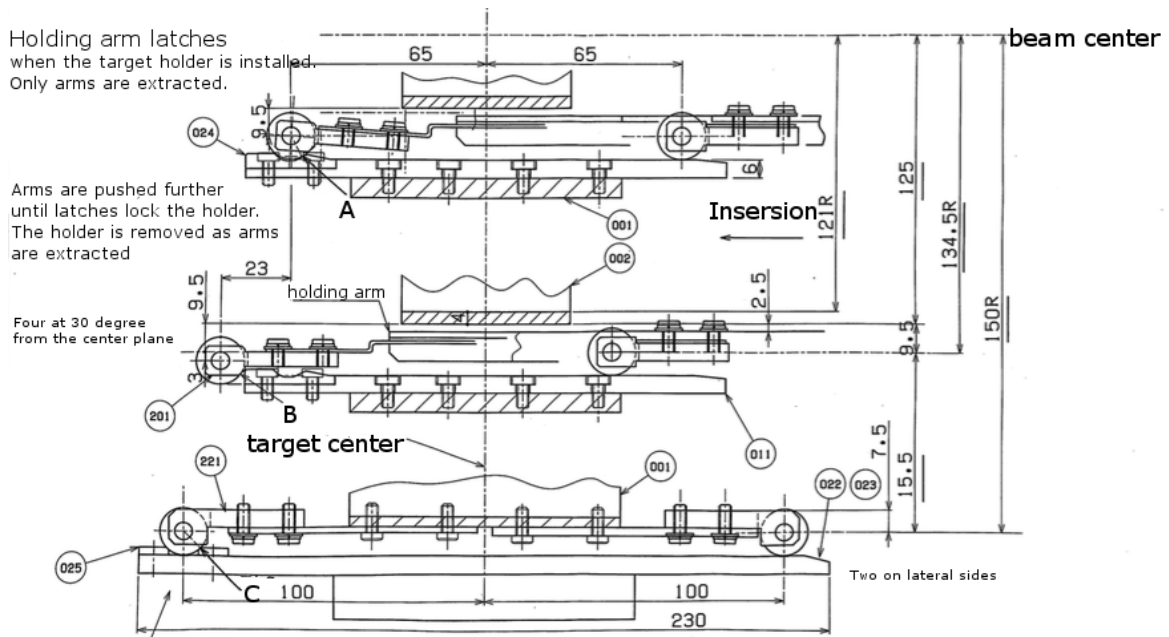 Holding arm latches
when the target holder is installed.
Only arms are extracted.
beam center
65
65
9.5
024
6
A
001
Arms are pushed further
until latches lock the holder.
The holder is removed as arms
are extracted
Insersion
121R
125
134.5R
150R
002
23
9.5
holding arm
4
2.5
9.5
Four at 30 degree
from the center plane
3
201
B
target center
011
15.5
7.5
221
001
022
023
025
C
100
100
230
Two on lateral sides